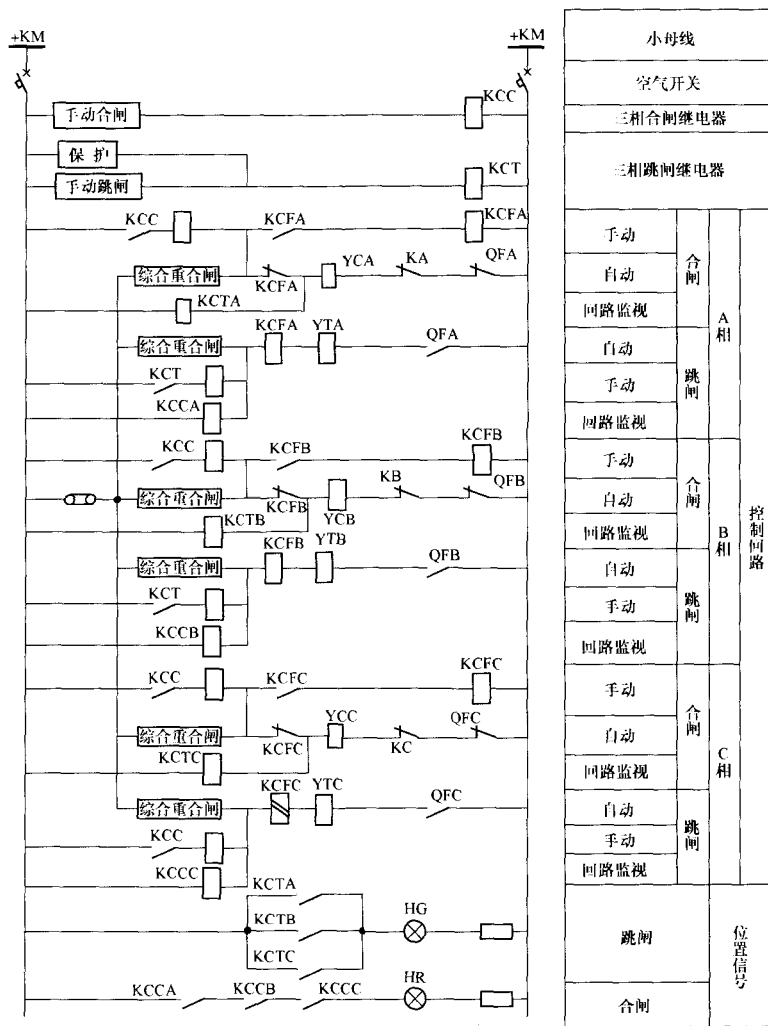 +KM +KM 小母线
空气开关
手动合闸 KCC 三相合闸继电器
保护
手动跳闸 KCT 三相跳闸继电器
KCC KCFA KCFA 手动
综合重合闸 KCFA YCA KA QFA 自动 合闸
KCTA 回路监视 A相
综合重合闸 KCFA YTA QFA 自动
KCT 手动 跳闸
KCCA 回路监视
KCC KCFB KCFB 手动
综合重合闸 KCFB YCB KB QFB 自动 合闸
KCTB 回路监视 B相 控制回路
综合重合闸 KCFB YTB QFB 自动
KCT 手动 跳闸
KCCB 回路监视
KCC KCFC KCFC 手动
综合重合闸 KCFC YCC KC QFC 自动 合闸
KCTC 回路监视 C相
综合重合闸 KCFC YTC QFC 自动
KCC 手动 跳闸
KCCC 回路监视
KCTA
KCTB HG 跳闸 位置信号
KCTC
KCCA KCCB KCCC HR 合闸